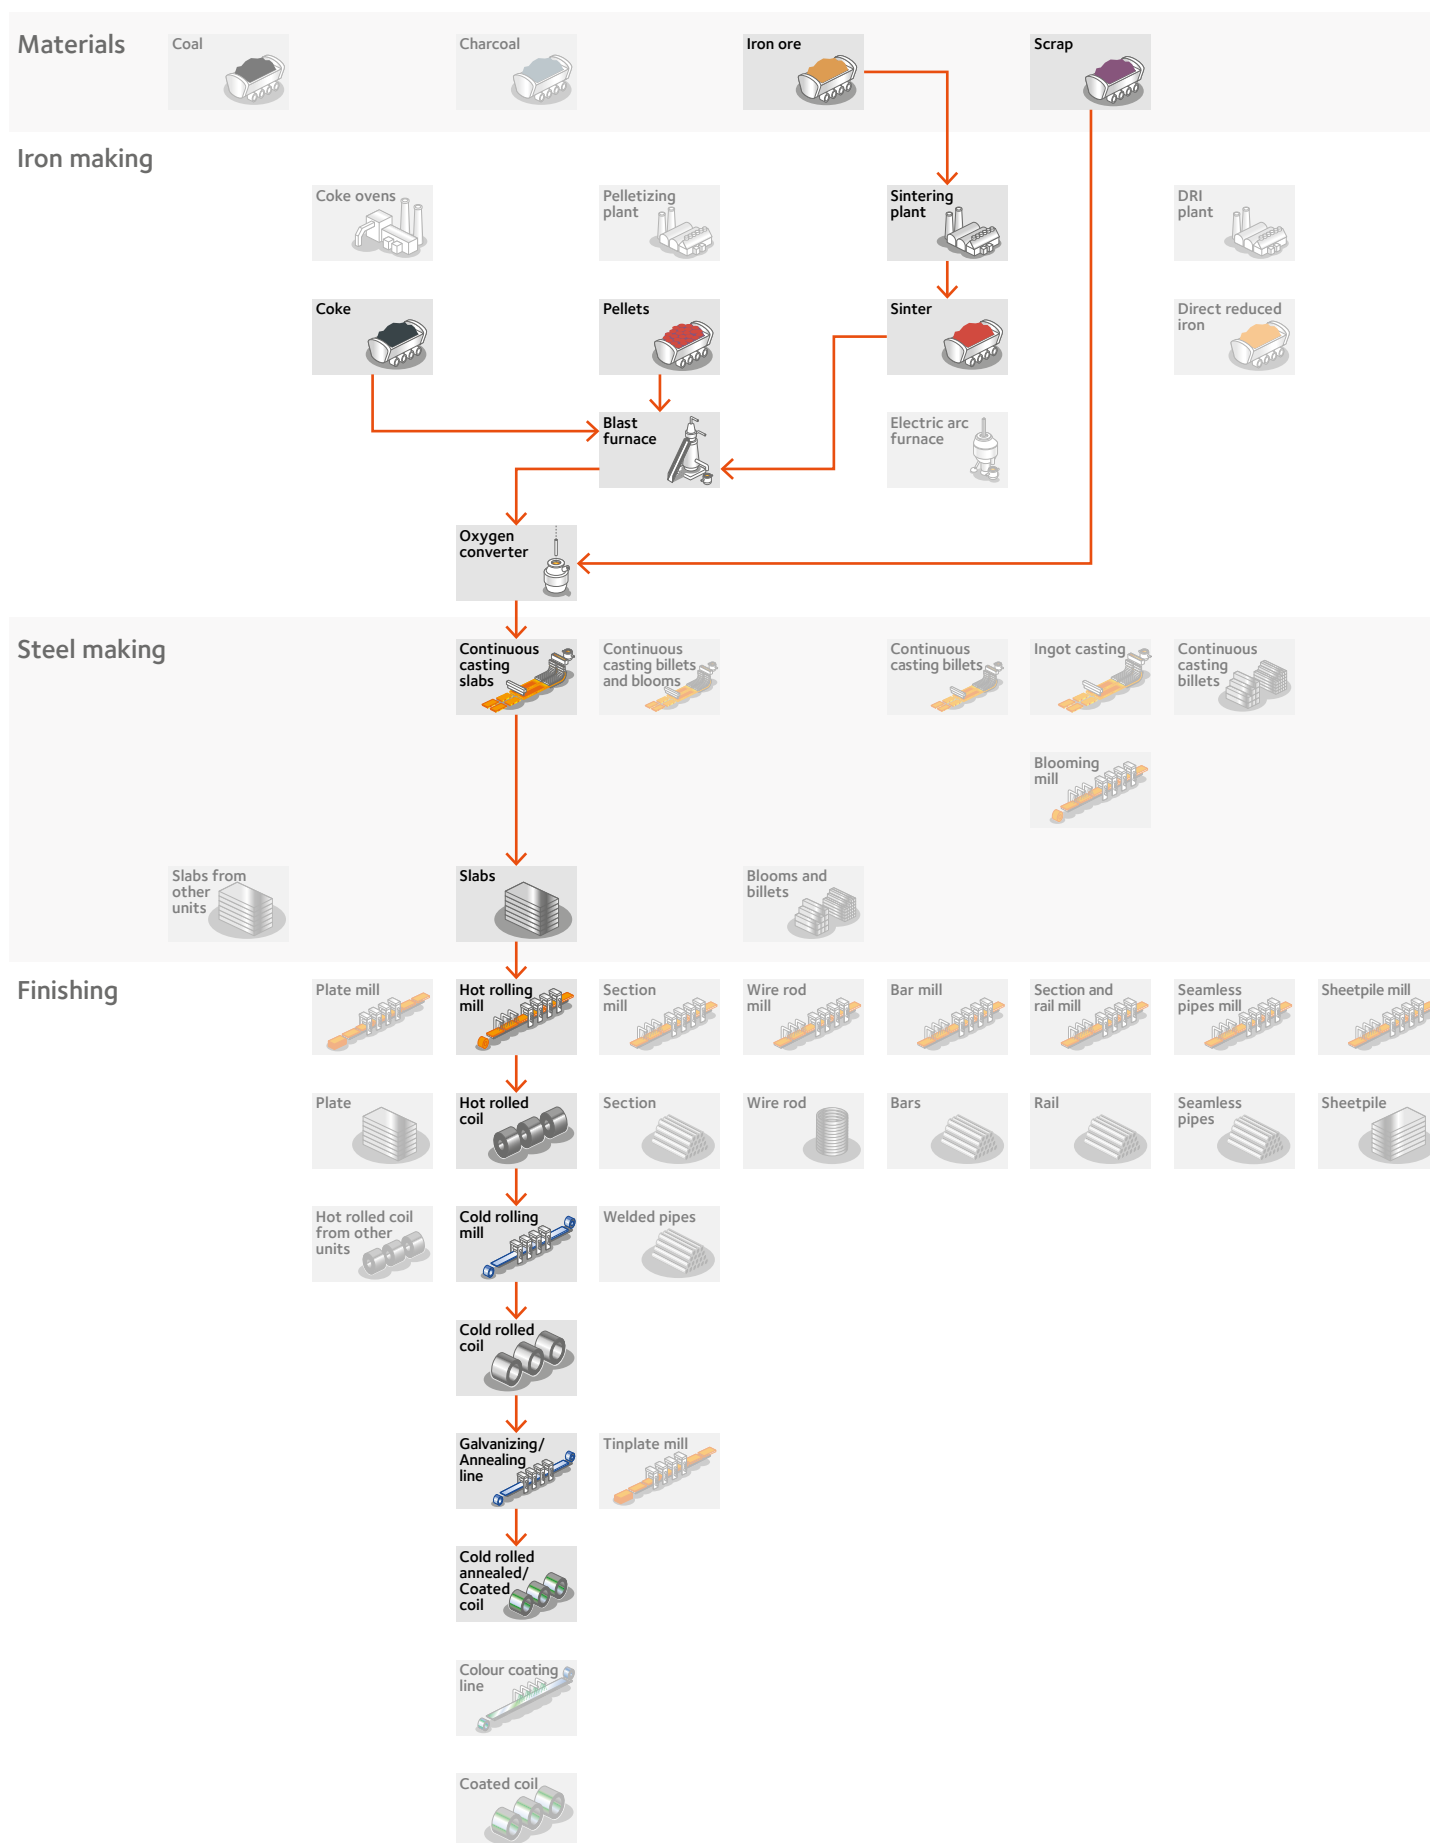 Materials
Coal
Charcoal
Iron ore
Scrap
Iron making
Coke ovens
Pelletizing
plant
Sintering
plant
DRI
plant
Coke
Pellets
Sinter
Direct reduced
iron
Blast
furnace
Electric arc
furnace
Oxygen
converter
Steel making
Continuous
casting
slabs
Continuous
casting billets
and blooms
Continuous
casting billets
Ingot casting
Continuous
casting
billets
Blooming
mill
Slabs from
other
units
Slabs
Blooms and
billets
Finishing
Plate mill
Hot rolling
mill
Section
mill
Wire rod
mill
Bar mill
Section and
rail mill
Seamless
pipes mill
Sheetpile mill
Plate
Hot rolled
coil
Section
Wire rod
Bars
Rail
Seamless
pipes
Sheetpile
Hot rolled coil
from other
units
Cold rolling
mill
Welded pipes
Cold rolled
coil
Galvanizing/
Annealing
line
Tinplate mill
Cold rolled
annealed/
Coated
coil
Colour coating
line
Coated coil